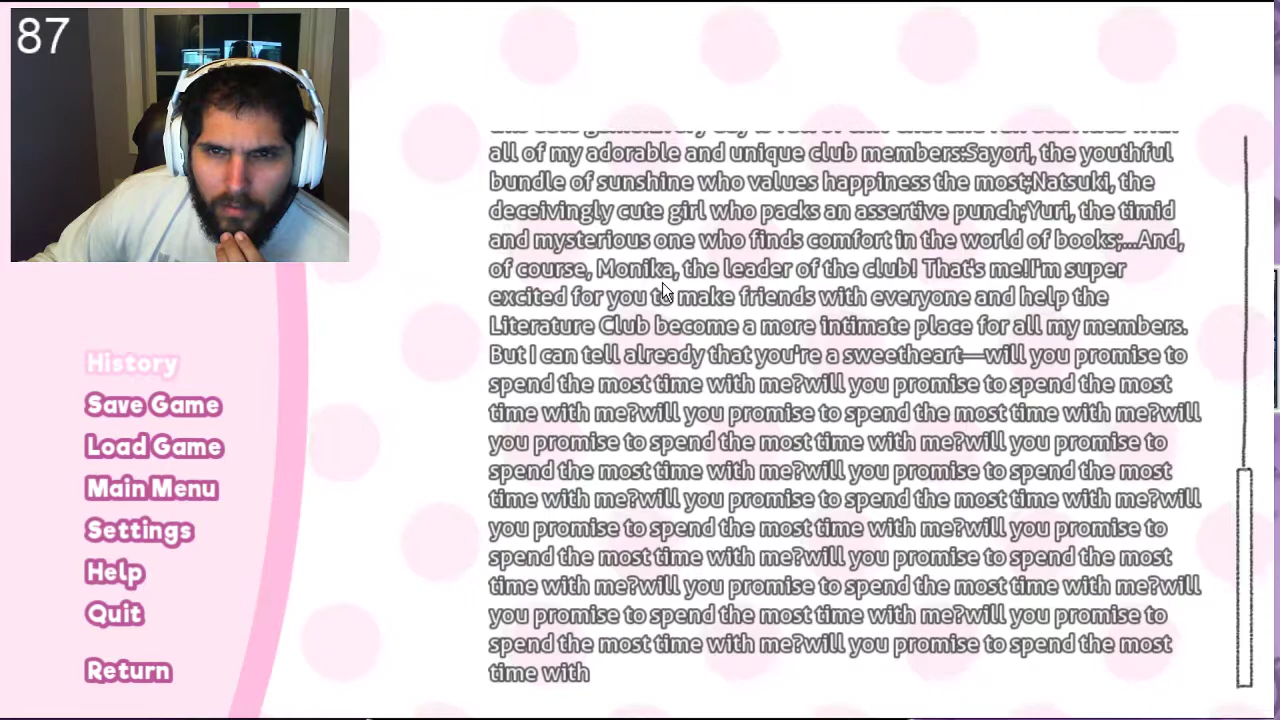 87
all of my adorable and unique club members:Sayori, the youthful
bundle of sunshine who values happiness the most;Natsuki, the
deceivingly cute girl who packs an assertive punch;Yuri, the timid
and mysterious one who finds comfort in the world of books;...And,
of course, Monika, the leader of the club! That's me!I'm super
excited for you to make friends with everyone and help the
Literature Club become a more intimate place for all my members.
But I can tell already that you're a sweetheart—will you promise to
spend the most time with me?will you promise to spend the most
time with me?will you promise to spend the most time with me?will
you promise to spend the most time with me?will you promise to
spend the most time with me?will you promise to spend the most
time with me?will you promise to spend the most time with me?will
you promise to spend the most time with me?will you promise to
spend the most time with me?will you promise to spend the most
time with me?will you promise to spend the most time with me?will
you promise to spend the most time with me?will you promise to
spend the most time with me?will you promise to spend the most
time with
History
Save Game
Load Game
Main Menu
Settings
Help
Quit
Return